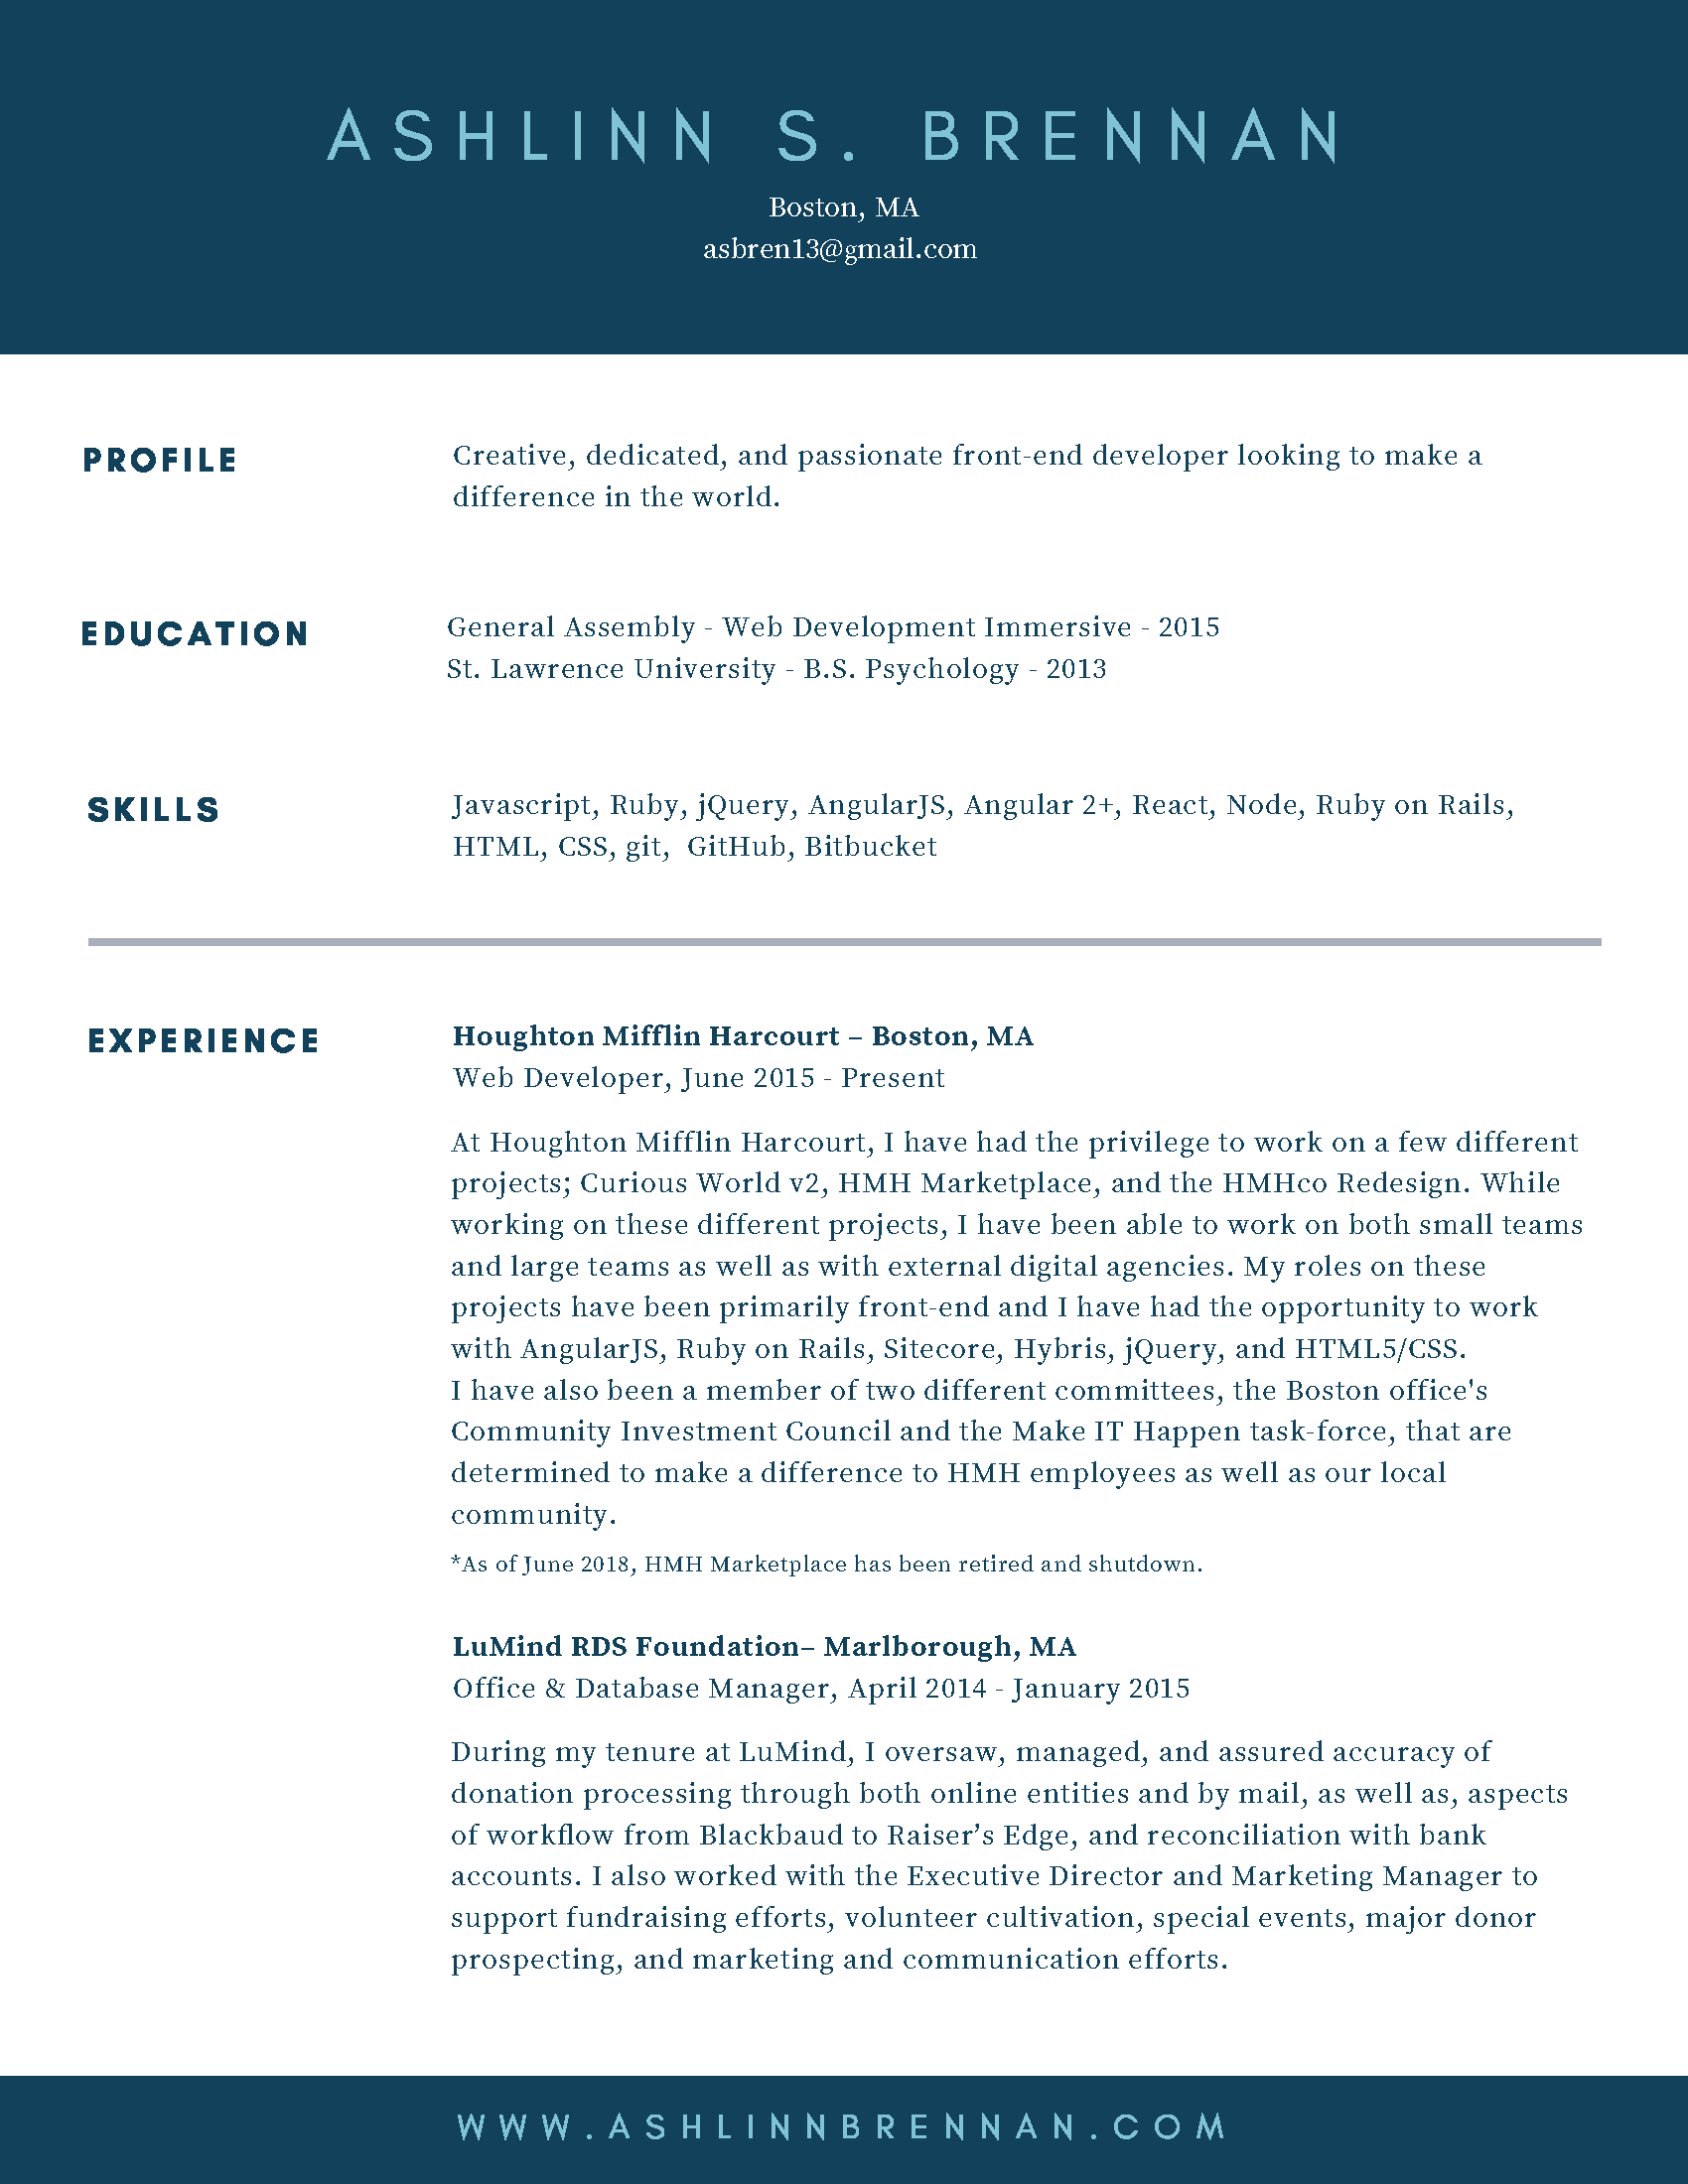 ASHLINN S. BRENNAN
Boston, MA
asbren13@gmail.com
PROFILE
Creative, dedicated, and passionate front-end developer looking to make a
difference in the world.
EDUCATION
General Assembly - Web Development Immersive - 2015
St. Lawrence University - B.S. Psychology - 2013
SKILLS
Javascript, Ruby, jQuery, AngularJS, Angular 2+, React, Node, Ruby on Rails,
HTML, CSS, git,  GitHub, Bitbucket
EXPERIENCE
Houghton Mifflin Harcourt – Boston, MA
Web Developer, June 2015 - Present
At Houghton Mifflin Harcourt, I have had the privilege to work on a few different
projects; Curious World v2, HMH Marketplace, and the HMHco Redesign. While
working on these different projects, I have been able to work on both small teams
and large teams as well as with external digital agencies. My roles on these
projects have been primarily front-end and I have had the opportunity to work
with AngularJS, Ruby on Rails, Sitecore, Hybris, jQuery, and HTML5/CSS.
I have also been a member of two different committees, the Boston office's
Community Investment Council and the Make IT Happen task-force, that are
determined to make a difference to HMH employees as well as our local
community.
*As of June 2018, HMH Marketplace has been retired and shutdown.
LuMind RDS Foundation– Marlborough, MA
Office & Database Manager, April 2014 - January 2015
During my tenure at LuMind, I oversaw, managed, and assured accuracy of
donation processing through both online entities and by mail, as well as, aspects
of workflow from Blackbaud to Raiser’s Edge, and reconciliation with bank
accounts. I also worked with the Executive Director and Marketing Manager to
support fundraising efforts, volunteer cultivation, special events, major donor
prospecting, and marketing and communication efforts.
WWW.ASHLINNBRENNAN.COM